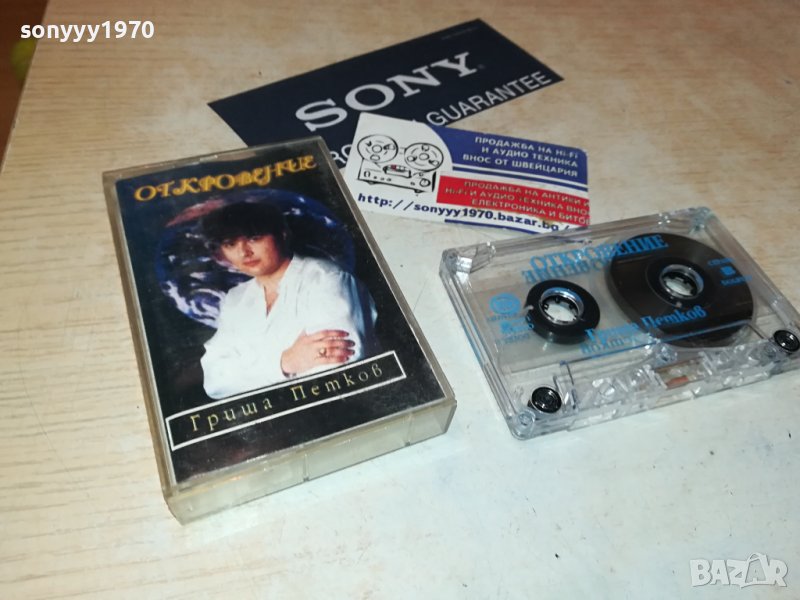 sonyyy1970
SONY
GUARANTEE
ПРОДАЖБА НА Hi-Fi
И АУДИО ТЕХНИКА
ВНОС ОТ ШВЕЙЦАРИЯ
ПРОДАЖБА НА АНТИКИ И
Hi-Fi И АУДИО ТЕХНИКА ВНОС
ЕЛЕКТРОНИКА И БИТОВ
http://sonyyy1970.bazar.bg/
ОТКРОВЕНИЕ
Гриша Петков
ОТКРОВЕНИЕ
Гриша Петков
BAZAR